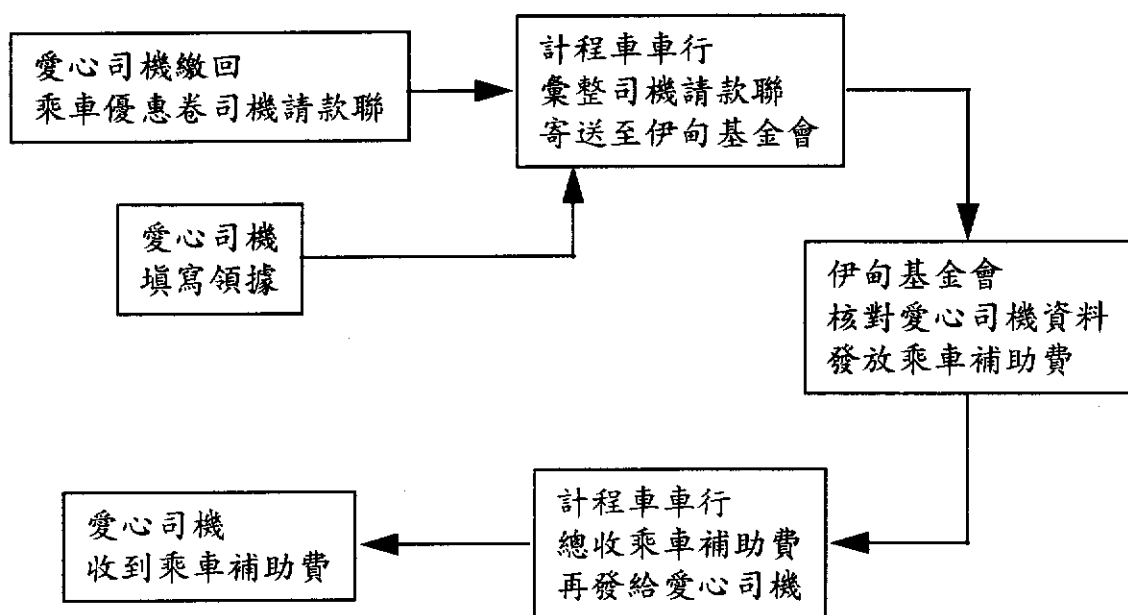 愛心司機繳回
乘車優惠卷司機請款聯
計程車車行
彙整司機請款聯
寄送至伊甸基金會
愛心司機
填寫領據
伊甸基金會
核對愛心司機資料
發放乘車補助費
計程車車行
總收乘車補助費
再發給愛心司機
愛心司機
收到乘車補助費